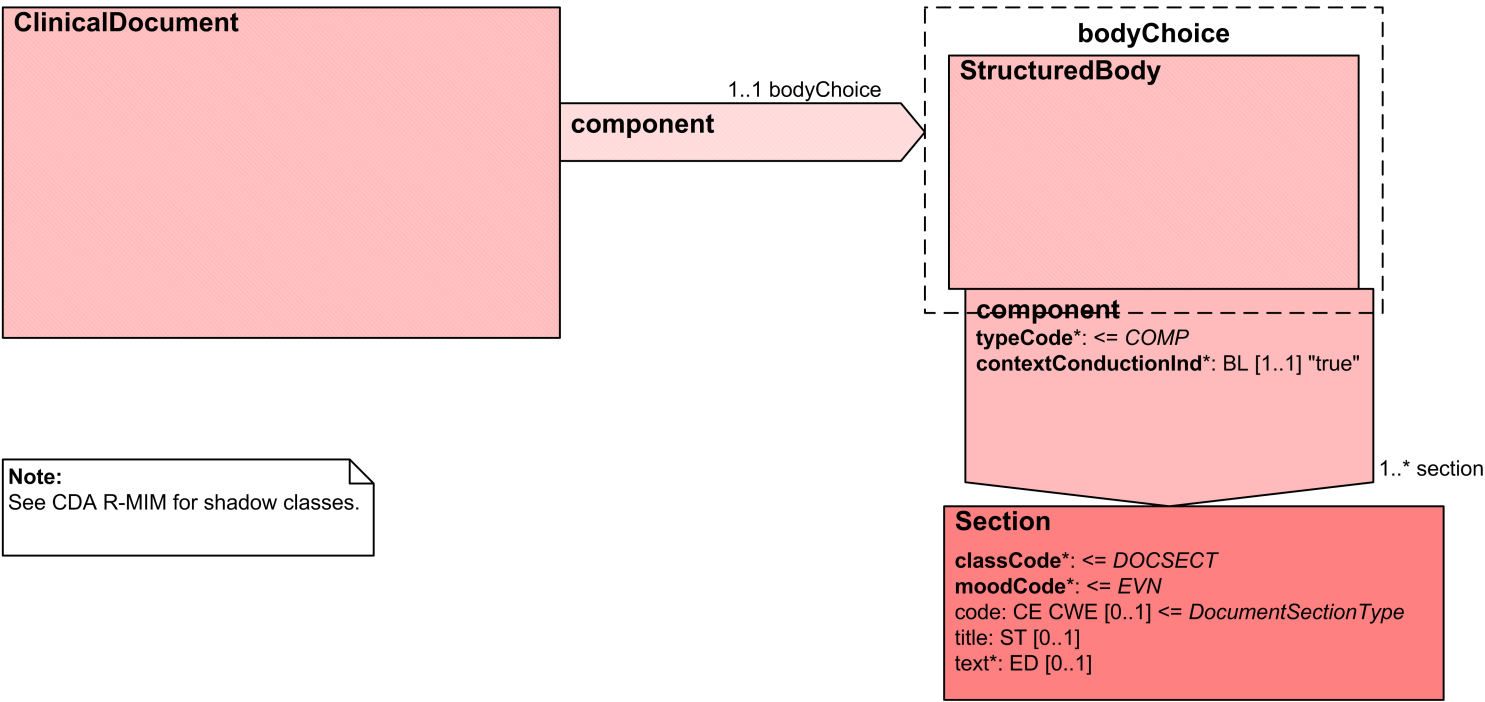 ClinicalDocument
bodyChoice
StructuredBody
1..1 bodyChoice
component
component
typeCode*: <= COMP
contextConductionInd*: BL [1..1] "true"
1..* section
Note:
See CDA R-MIM for shadow classes.
Section
classCode*: <= DOCSECT
moodCode*: <= EVN
code: CE CWE [0..1] <= DocumentSectionType
title: ST [0..1]
text*: ED [0..1]